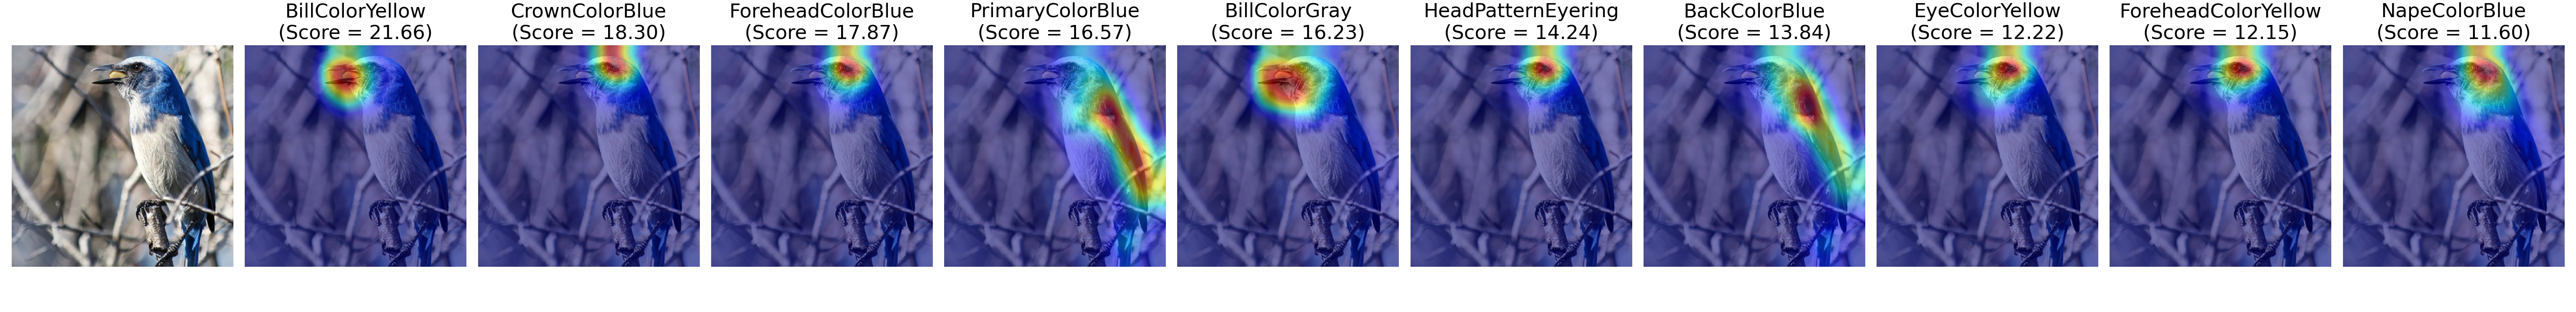 BillColorYellow
(Score = 21.66)
CrownColorBlue
(Score = 18.30)
ForeheadColorBlue
(Score = 17.87)
PrimaryColorBlue
(Score = 16.57)
BillColorGray
(Score = 16.23)
HeadPatternEyering
(Score = 14.24)
BackColorBlue
(Score = 13.84)
EyeColorYellow
(Score = 12.22)
ForeheadColorYellow
(Score = 12.15)
NapeColorBlue
(Score = 11.60)